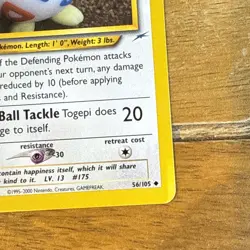 okémon. Length: 1' 0", Weight: 3 lbs.
f the Defending Pokémon attacks
ur opponent's next turn, any damag
reduced by 10 (before applying
and Resistance).
Ball Tackle Togepi does 20
ge to itself.
resistance
retreat cost
-30
contain happiness itself, which it will share
kind to it. LV. 13 #175
©1995-2000 Nintendo, Creatures, GAMEFREAK.
56/105 ◆